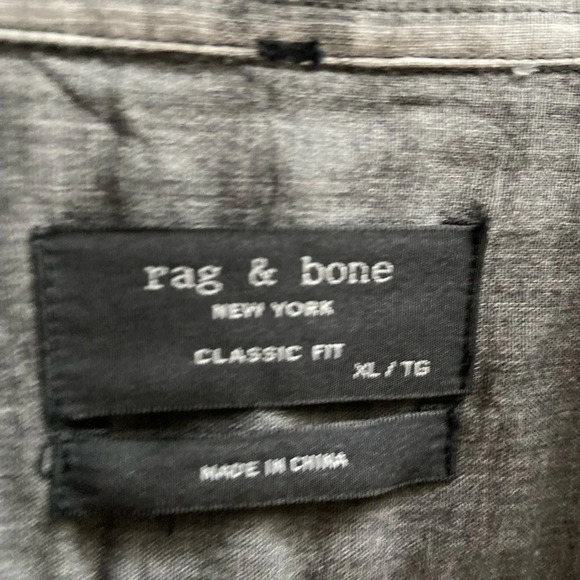 rag & bone
NEW YORK
CLASSIC FIT
XL / TG
MADE IN CHINA